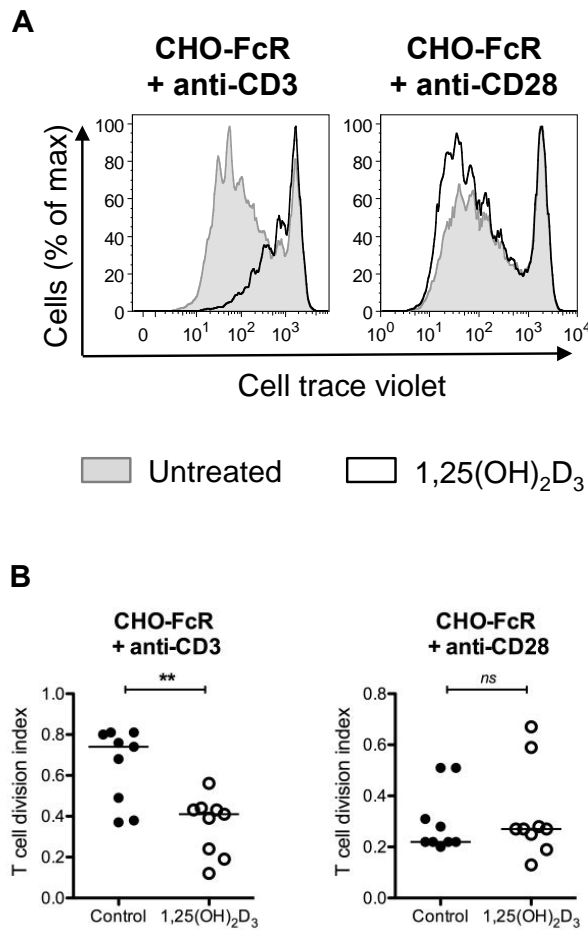 A
CHO-FcR
+ anti-CD3
CHO-FcR
+ anti-CD28
Cells (% of max)
100
80
60
40
20
0
0 10¹ 10² 10³
100
80
60
40
20
0
10⁰ 10¹ 10² 10³ 10⁴
Cell trace violet
Untreated
1,25(OH)₂D₃
B
CHO-FcR
+ anti-CD3
**
T cell division index
1.0
0.8
0.6
0.4
0.2
0.0
Control 1,25(OH)₂D₃
CHO-FcR
+ anti-CD28
ns
T cell division index
0.8
0.6
0.4
0.2
0.0
Control 1,25(OH)₂D₃